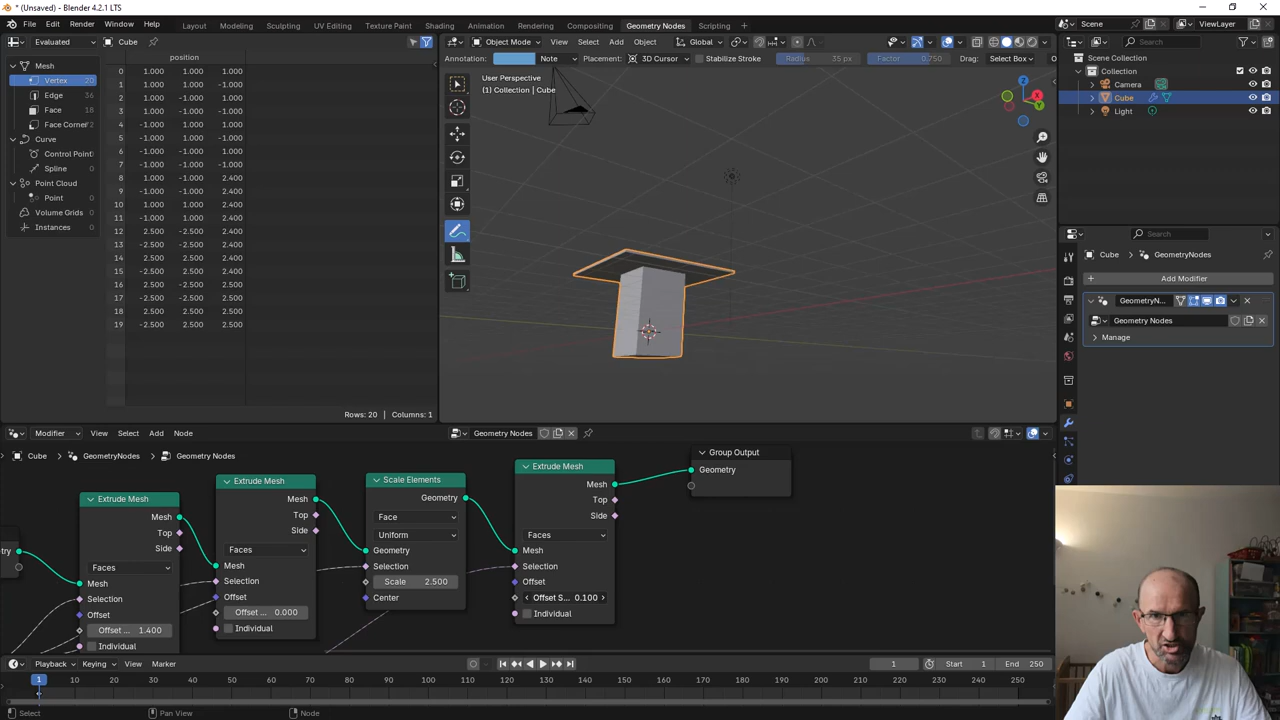 * (Unsaved) - Blender 4.2.1 LTS
File Edit Render Window Help Layout Modeling Sculpting UV Editing Texture Paint Shading Animation Rendering Compositing Geometry Nodes Scripting Scene ViewLayer
Evaluated Cube
Object Mode View Select Add Object Global
Search
Annotation: Note Placement: 3D Cursor Stabilize Stroke Radius 35 px Factor 0.750 Drag: Select Box
Mesh
Vertex 20
Edge 36
Face 18
Face Corner 72
Curve
Control Point 0
Spline 0
Point Cloud
Point 0
Volume Grids 0
Instances 0
position
0 1.000 1.000 1.000
1 1.000 1.000 -1.000
2 1.000 -1.000 1.000
3 1.000 -1.000 -1.000
4 -1.000 1.000 1.000
5 -1.000 1.000 -1.000
6 -1.000 -1.000 1.000
7 -1.000 -1.000 -1.000
8 -1.000 1.000 2.400
9 -1.000 -1.000 2.400
10 1.000 -1.000 2.400
11 1.000 1.000 2.400
12 2.500 -2.500 2.400
13 -2.500 -2.500 2.400
14 2.500 2.500 2.400
15 -2.500 2.500 2.400
16 2.500 -2.500 2.500
17 -2.500 -2.500 2.500
18 2.500 2.500 2.500
19 -2.500 2.500 2.500
Rows: 20 | Columns: 1
User Perspective
(1) Collection | Cube
Z
X
Y
Scene Collection
Collection
Camera
Cube
Light
Search
Cube GeometryNodes
Add Modifier
GeometryN...
Geometry Nodes
Manage
Modifier View Select Add Node Geometry Nodes
Cube GeometryNodes Geometry Nodes
Extrude Mesh
Mesh
Top
Side
Faces
Mesh
Selection
Offset
Offset ... 1.400
Individual
Extrude Mesh
Mesh
Top
Side
Faces
Mesh
Selection
Offset
Offset ... 0.000
Individual
Scale Elements
Geometry
Face
Uniform
Geometry
Selection
Scale 2.500
Center
Extrude Mesh
Mesh
Top
Side
Faces
Mesh
Selection
Offset
Offset S... 0.100
Individual
Group Output
Geometry
Playback Keying View Marker 1 Start 1 End 250
1 10 20 30 40 50 60 70 80 90 100 110 120 130 140 150 160 170 180 190 200 210 220 230 240 250
Select Pan View Node